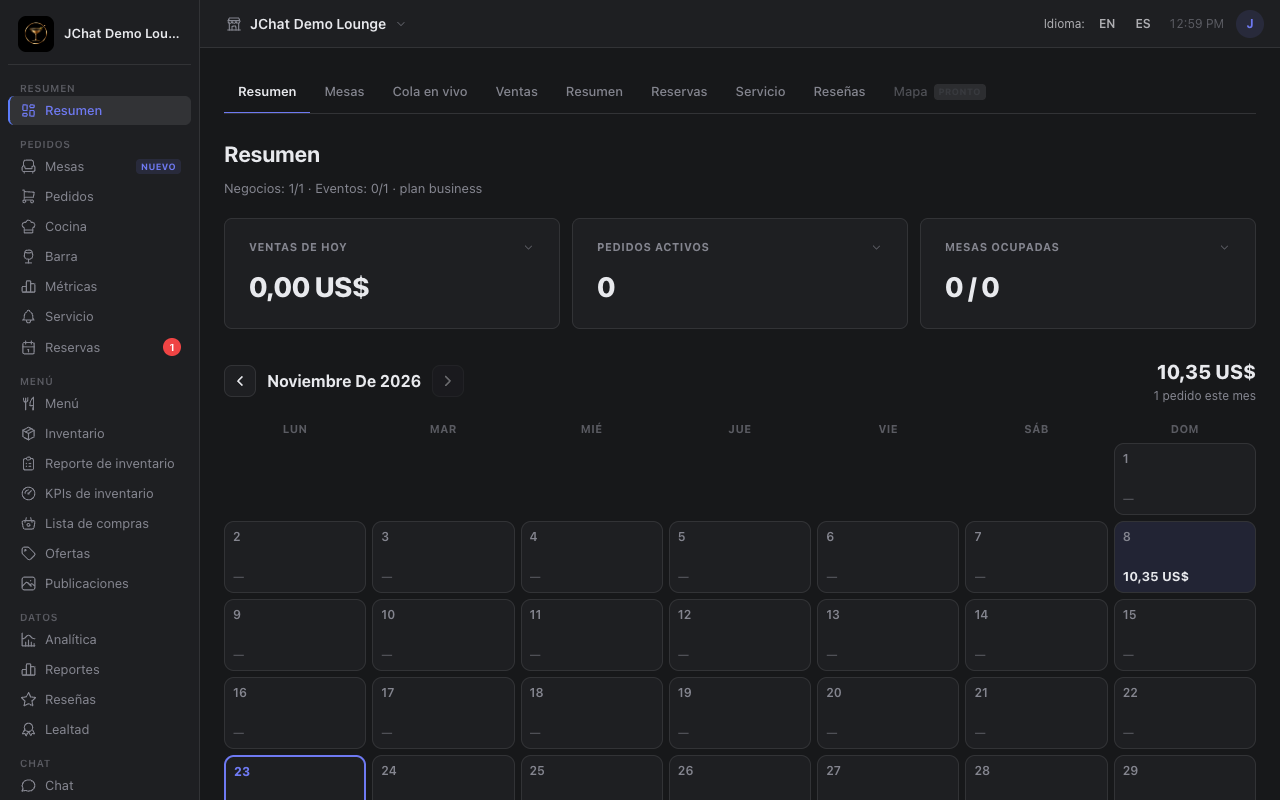 JChat Demo Lou...
RESUMEN
Resumen
PEDIDOS
Mesas NUEVO
Pedidos
Cocina
Barra
Métricas
Servicio
Reservas 1
MENÚ
Menú
Inventario
Reporte de inventario
KPIs de inventario
Lista de compras
Ofertas
Publicaciones
DATOS
Analítica
Reportes
Reseñas
Lealtad
CHAT
Chat
JChat Demo Lounge
Idioma: EN ES 12:59 PM J
Resumen Mesas Cola en vivo Ventas Resumen Reservas Servicio Reseñas Mapa PRONTO
Resumen
Negocios: 1/1 · Eventos: 0/1 · plan business
VENTAS DE HOY
0,00 US$
PEDIDOS ACTIVOS
0
MESAS OCUPADAS
0 / 0
Noviembre De 2026
10,35 US$
1 pedido este mes
LUN MAR MIÉ JUE VIE SÁB DOM
1
—
2 3 4 5 6 7 8
— — — — — — 10,35 US$
9 10 11 12 13 14 15
— — — — — — —
16 17 18 19 20 21 22
— — — — — — —
23 24 25 26 27 28 29